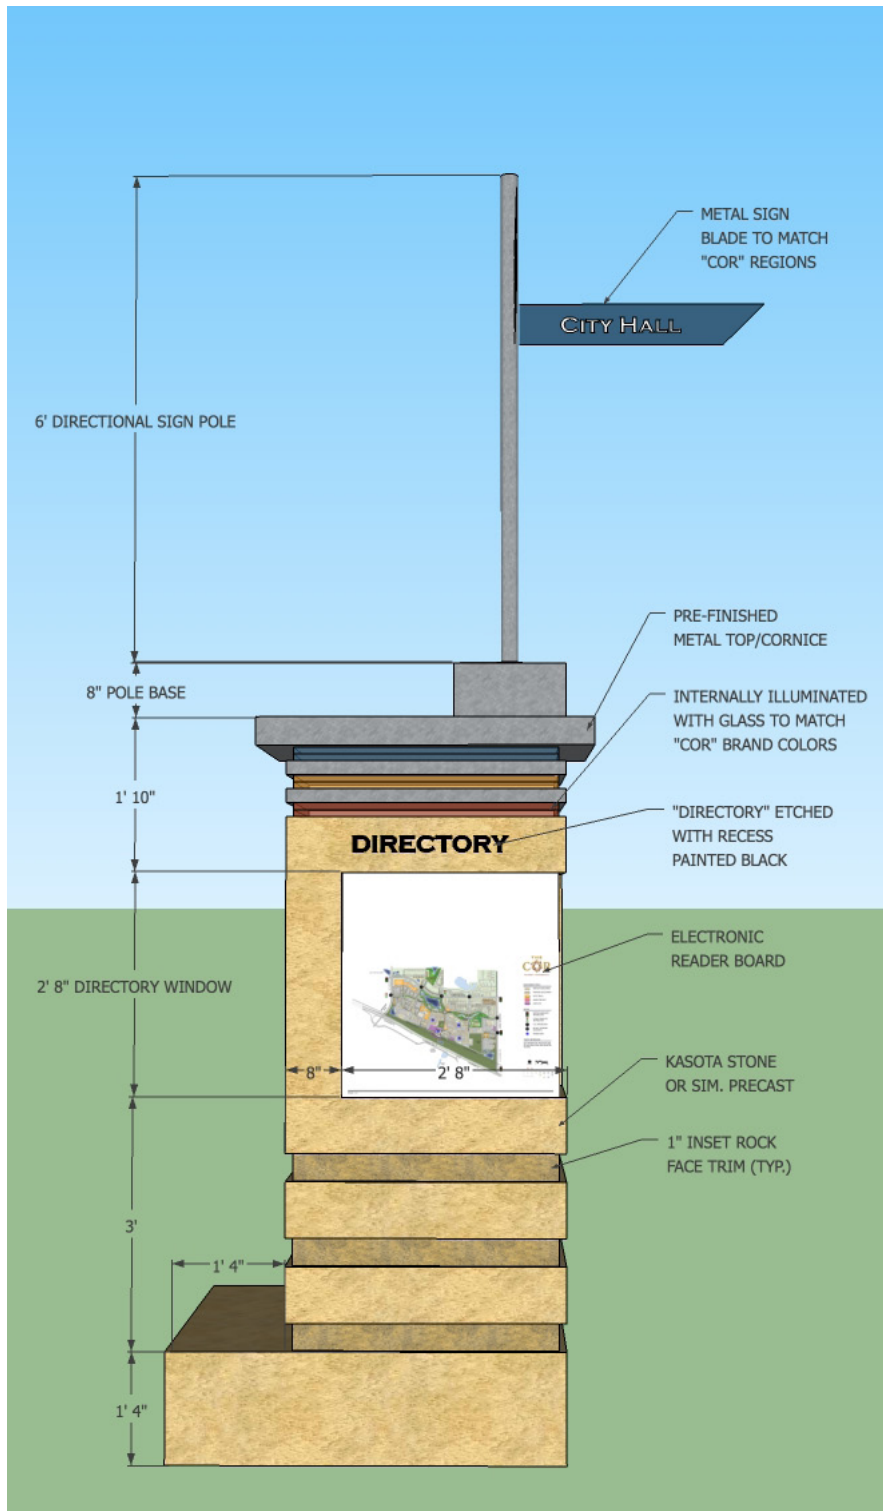 METAL SIGN
BLADE TO MATCH
"COR" REGIONS
CITY HALL
6' DIRECTIONAL SIGN POLE
PRE-FINISHED
METAL TOP/CORNICE
8" POLE BASE
INTERNALLY ILLUMINATED
WITH GLASS TO MATCH
"COR" BRAND COLORS
1' 10"
"DIRECTORY" ETCHED
WITH RECESS
PAINTED BLACK
DIRECTORY
ELECTRONIC
READER BOARD
COR
2' 8" DIRECTORY WINDOW
KASOTA STONE
OR SIM. PRECAST
8"
2' 8"
1" INSET ROCK
FACE TRIM (TYP.)
3'
1' 4"
1' 4"